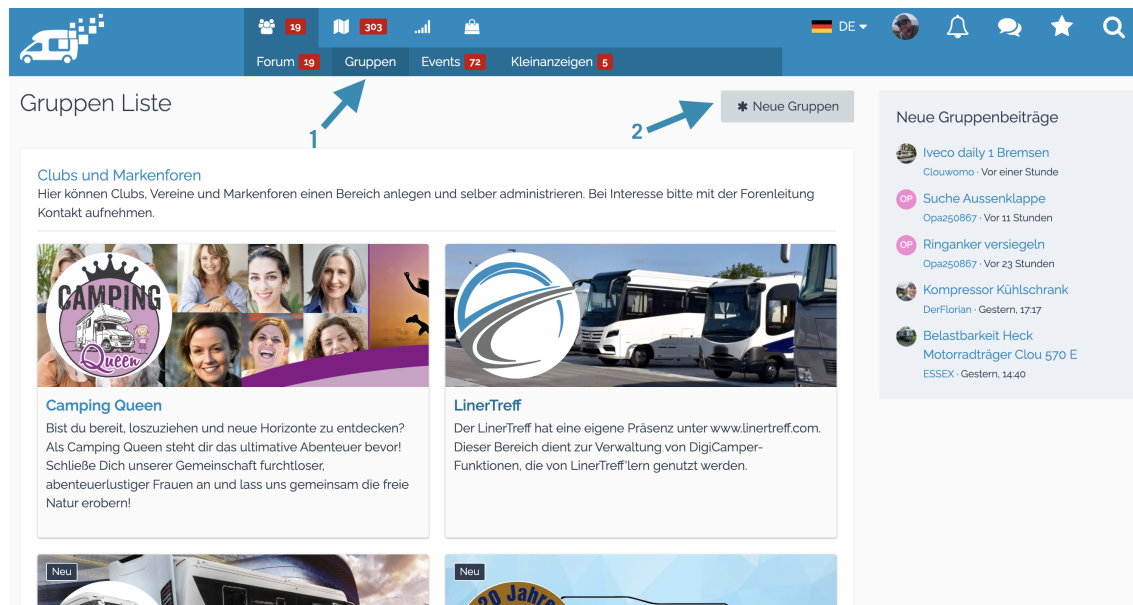 19
303
DE
Forum 19
Gruppen
Events 72
Kleinanzeigen 5
Gruppen Liste
1
2
✱ Neue Gruppen
Clubs und Markenforen
Hier können Clubs, Vereine und Markenforen einen Bereich anlegen und selber administrieren. Bei Interesse bitte mit der Forenleitung
Kontakt aufnehmen.
CAMPING
Queen
Camping Queen
Bist du bereit, loszuziehen und neue Horizonte zu entdecken?
Als Camping Queen steht dir das ultimative Abenteuer bevor!
Schließe Dich unserer Gemeinschaft furchtloser,
abenteuerlustiger Frauen an und lass uns gemeinsam die freie
Natur erobern!
LinerTreff
Der LinerTreff hat eine eigene Präsenz unter www.linertreff.com.
Dieser Bereich dient zur Verwaltung von DigiCamper-
Funktionen, die von LinerTreff'lern genutzt werden.
Neu
Neu
20 Jahre
Neue Gruppenbeiträge
Iveco daily 1 Bremsen
Clouwomo · Vor einer Stunde
OP
Suche Aussenklappe
Opa250867 · Vor 11 Stunden
OP
Ringanker versiegeln
Opa250867 · Vor 23 Stunden
Kompressor Kühlschrank
DerFlorian · Gestern, 17:17
Belastbarkeit Heck
Motorradträger Clou 570 E
ESSEX · Gestern, 14:40